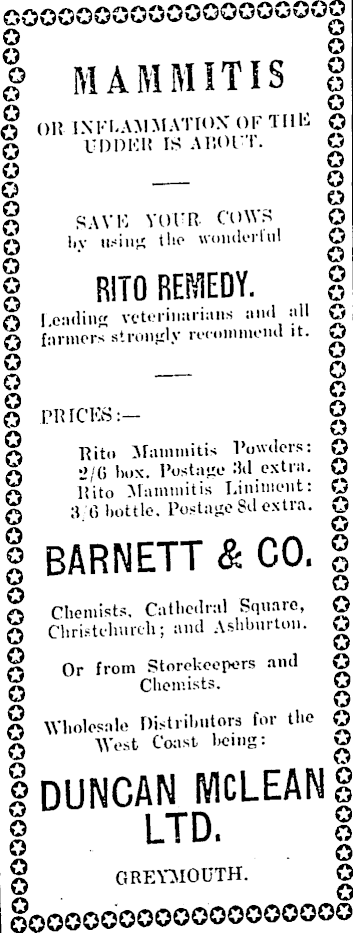 MAMMITIS
OR INFLAMMATION OF THE
UDDER IS ABOUT.
SAVE YOUR COWS
by using the wonderful
RITO REMEDY.
Leading veterinarians and all
farmers strongly recommend it.
PRICES:—
Rito Mammitis Powders:
2/6 box. Postage 3d extra.
Rito Mammitis Liniment:
3/6 bottle. Postage 8d extra.
BARNETT & CO.
Chemists, Cathedral Square,
Christchurch; and Ashburton.
Or from Storekeepers and
Chemists.
Wholesale Distributors for the
West Coast being:
DUNCAN McLEAN
LTD.
GREYMOUTH.